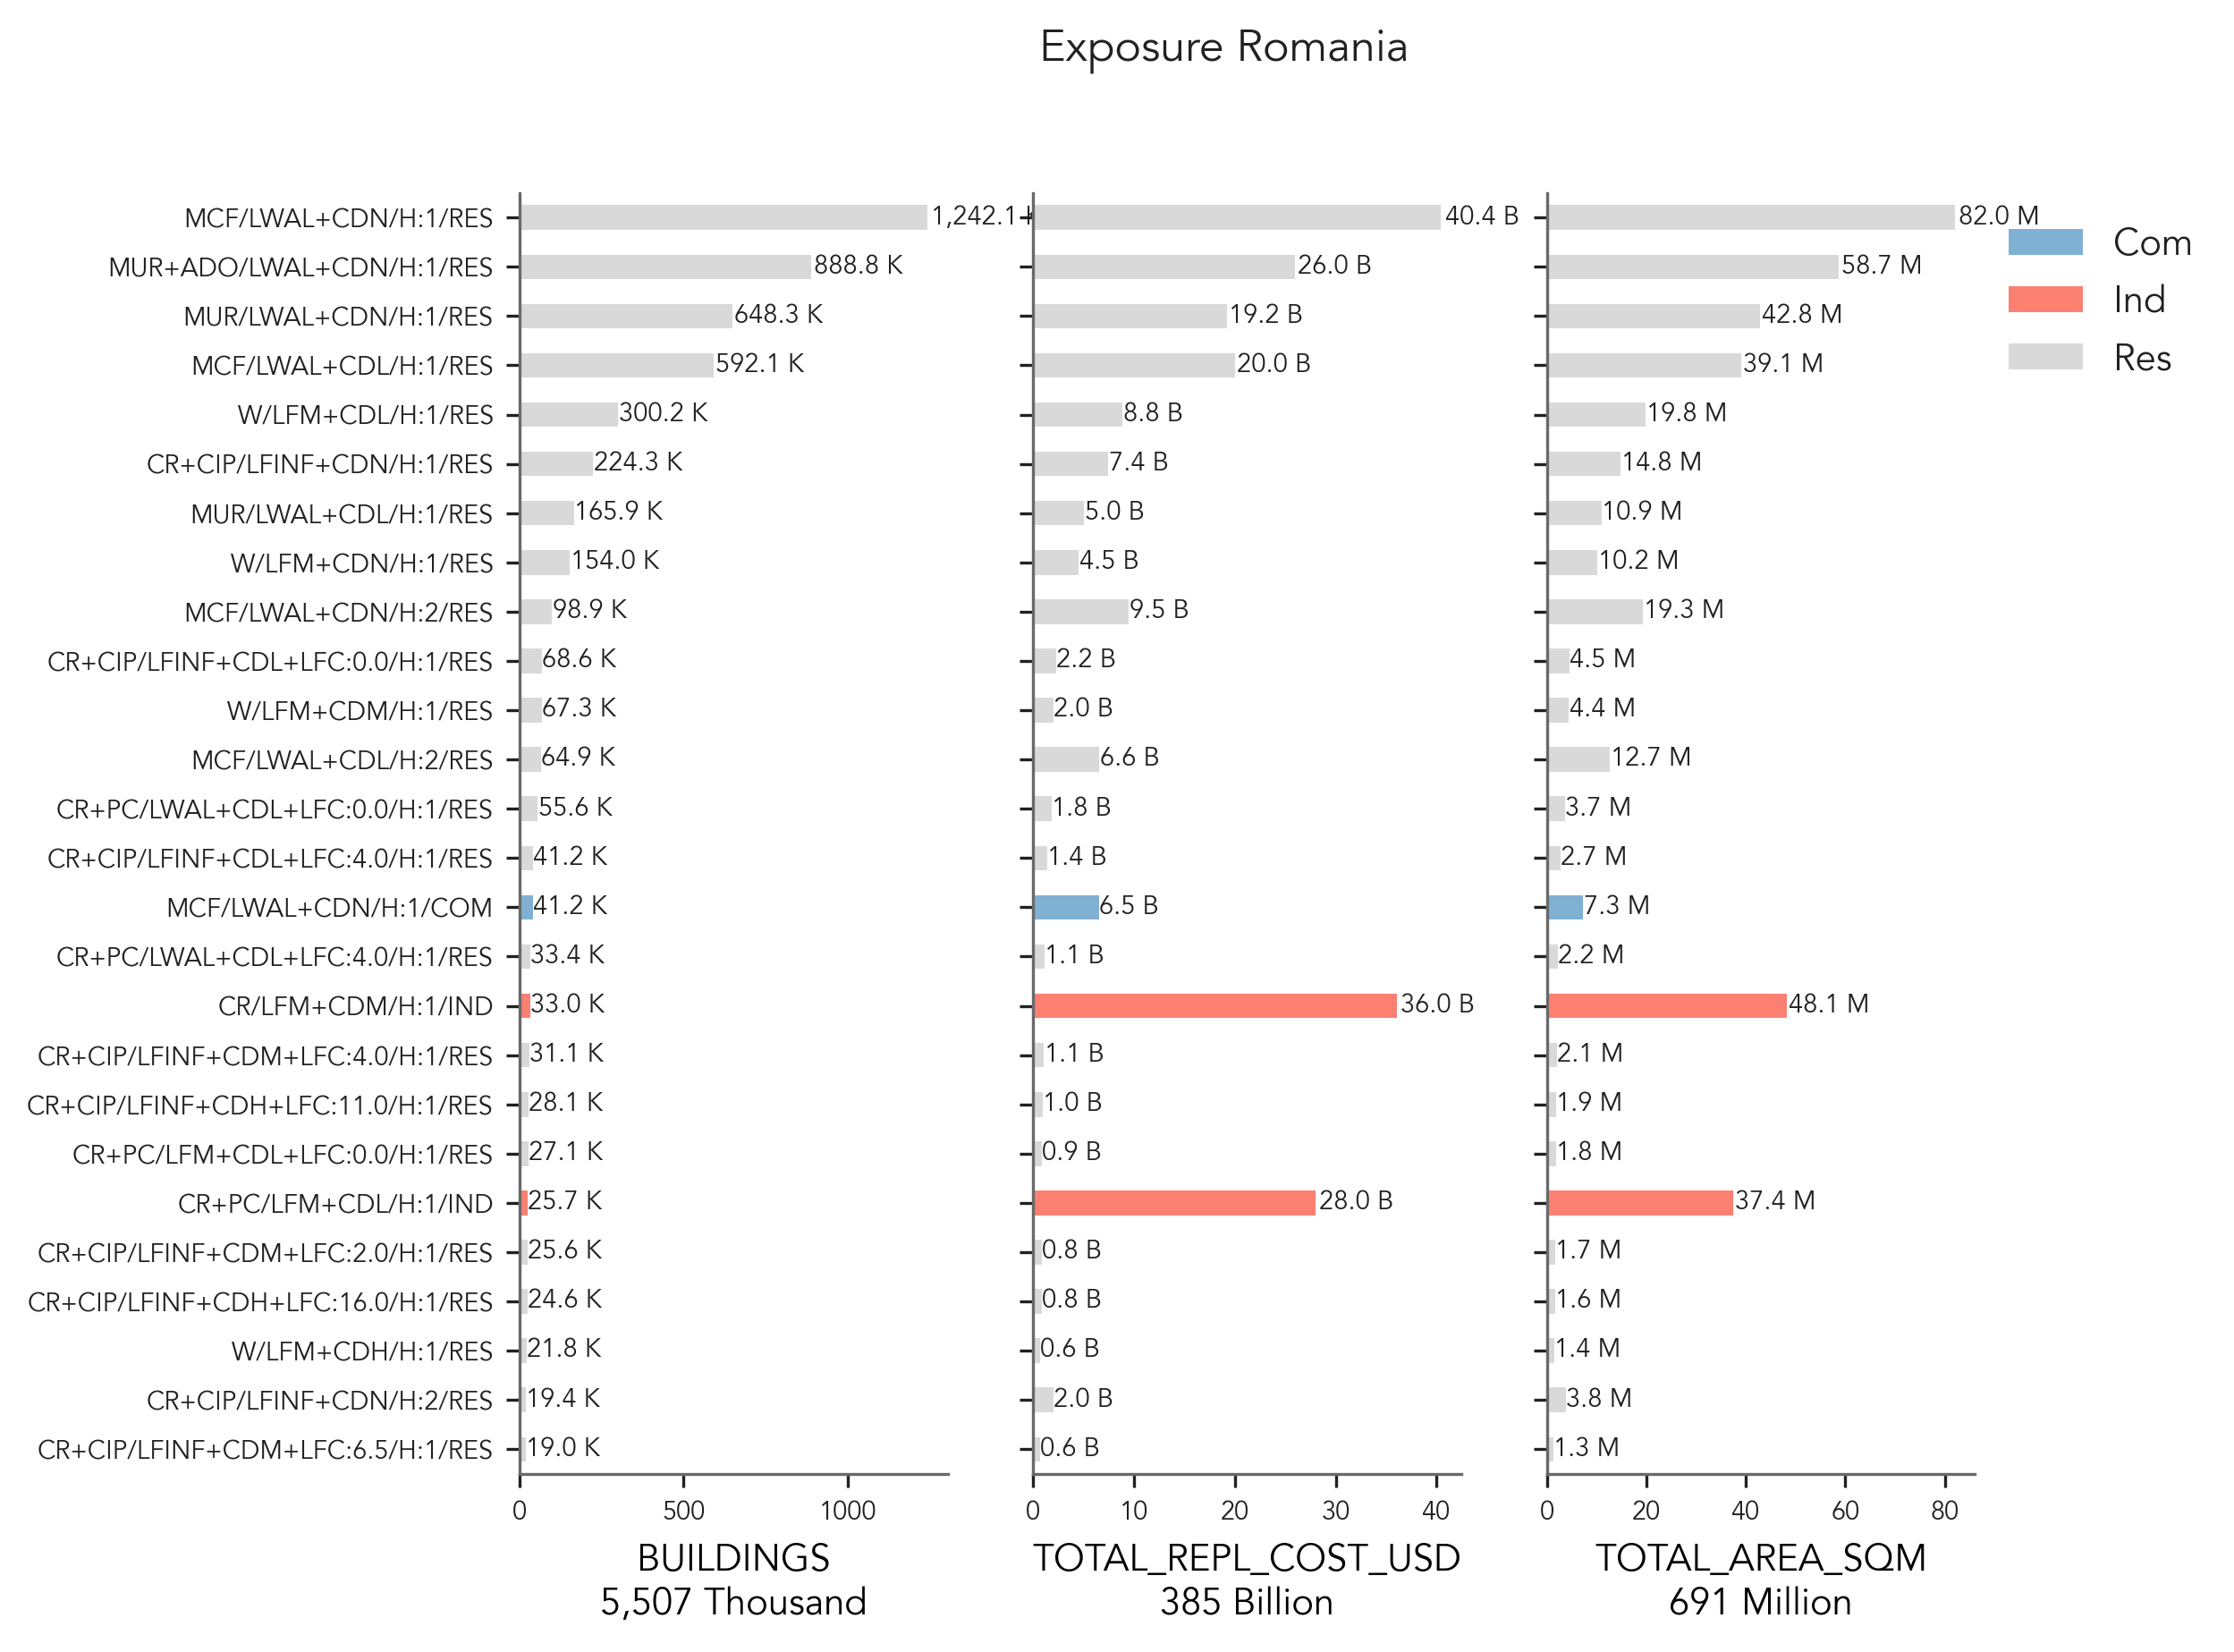 Exposure Romania
MCF/LWAL+CDN/H:1/RES 1,242.1 K 40.4 B 82.0 M
MUR+ADO/LWAL+CDN/H:1/RES 888.8 K 26.0 B 58.7 M
MUR/LWAL+CDN/H:1/RES 648.3 K 19.2 B 42.8 M
MCF/LWAL+CDL/H:1/RES 592.1 K 20.0 B 39.1 M
W/LFM+CDL/H:1/RES 300.2 K 8.8 B 19.8 M
CR+CIP/LFINF+CDN/H:1/RES 224.3 K 7.4 B 14.8 M
MUR/LWAL+CDL/H:1/RES 165.9 K 5.0 B 10.9 M
W/LFM+CDN/H:1/RES 154.0 K 4.5 B 10.2 M
MCF/LWAL+CDN/H:2/RES 98.9 K 9.5 B 19.3 M
CR+CIP/LFINF+CDL+LFC:0.0/H:1/RES 68.6 K 2.2 B 4.5 M
W/LFM+CDM/H:1/RES 67.3 K 2.0 B 4.4 M
MCF/LWAL+CDL/H:2/RES 64.9 K 6.6 B 12.7 M
CR+PC/LWAL+CDL+LFC:0.0/H:1/RES 55.6 K 1.8 B 3.7 M
CR+CIP/LFINF+CDL+LFC:4.0/H:1/RES 41.2 K 1.4 B 2.7 M
MCF/LWAL+CDN/H:1/COM 41.2 K 6.5 B 7.3 M
CR+PC/LWAL+CDL+LFC:4.0/H:1/RES 33.4 K 1.1 B 2.2 M
CR/LFM+CDM/H:1/IND 33.0 K 36.0 B 48.1 M
CR+CIP/LFINF+CDM+LFC:4.0/H:1/RES 31.1 K 1.1 B 2.1 M
CR+CIP/LFINF+CDH+LFC:11.0/H:1/RES 28.1 K 1.0 B 1.9 M
CR+PC/LFM+CDL+LFC:0.0/H:1/RES 27.1 K 0.9 B 1.8 M
CR+PC/LFM+CDL/H:1/IND 25.7 K 28.0 B 37.4 M
CR+CIP/LFINF+CDM+LFC:2.0/H:1/RES 25.6 K 0.8 B 1.7 M
CR+CIP/LFINF+CDH+LFC:16.0/H:1/RES 24.6 K 0.8 B 1.6 M
W/LFM+CDH/H:1/RES 21.8 K 0.6 B 1.4 M
CR+CIP/LFINF+CDN/H:2/RES 19.4 K 2.0 B 3.8 M
CR+CIP/LFINF+CDM+LFC:6.5/H:1/RES 19.0 K 0.6 B 1.3 M
0 500 1000 0 10 20 30 40 0 20 40 60 80
BUILDINGS TOTAL_REPL_COST_USD TOTAL_AREA_SQM
5,507 Thousand 385 Billion 691 Million
Com
Ind
Res